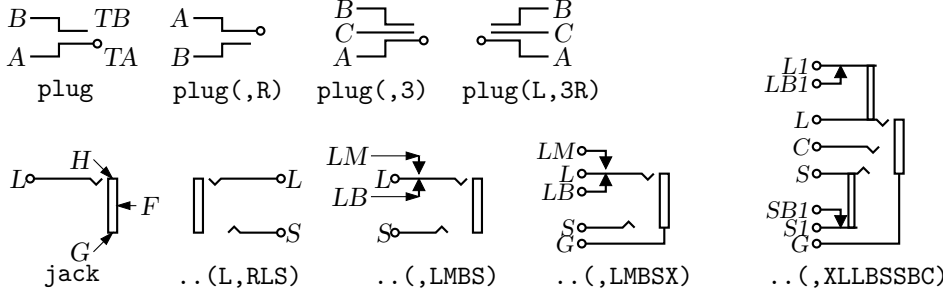 B TB
A TA
plug
A
B
plug(,R)
B
C
A
plug(,3)
B
C
A
plug(L,3R)
L
H
F
G
jack
L
S
..(L,RLS)
LM
L
LB
S
..(,LMBS)
LM
L
LB
S
G
..(,LMBSX)
L1
LB1
L
C
S
SB1
S1
G
..(,XLLBSSBC)